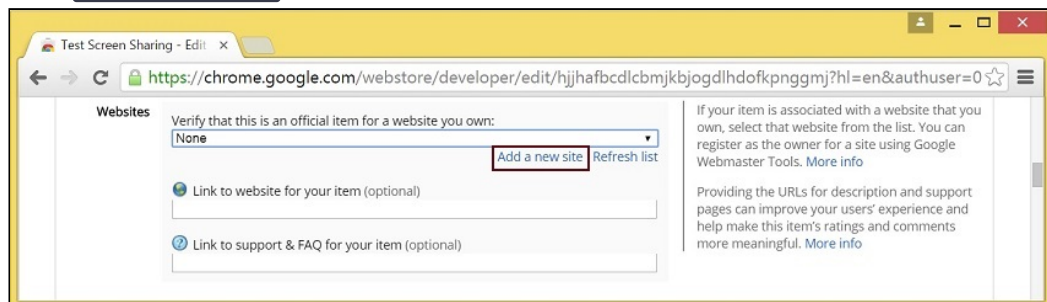 Test Screen Sharing - Edit
https://chrome.google.com/webstore/developer/edit/hjjhafbcdlcbmjkbjogdlhdofkpnggmj?hl=en&authuser=0
Websites
Verify that this is an official item for a website you own:
None
Add a new site Refresh list
Link to website for your item (optional)
Link to support & FAQ for your item (optional)
If your item is associated with a website that you
own, select that website from the list. You can
register as the owner for a site using Google
Webmaster Tools. More info
Providing the URLs for description and support
pages can improve your users' experience and
help make this item's ratings and comments
more meaningful. More info